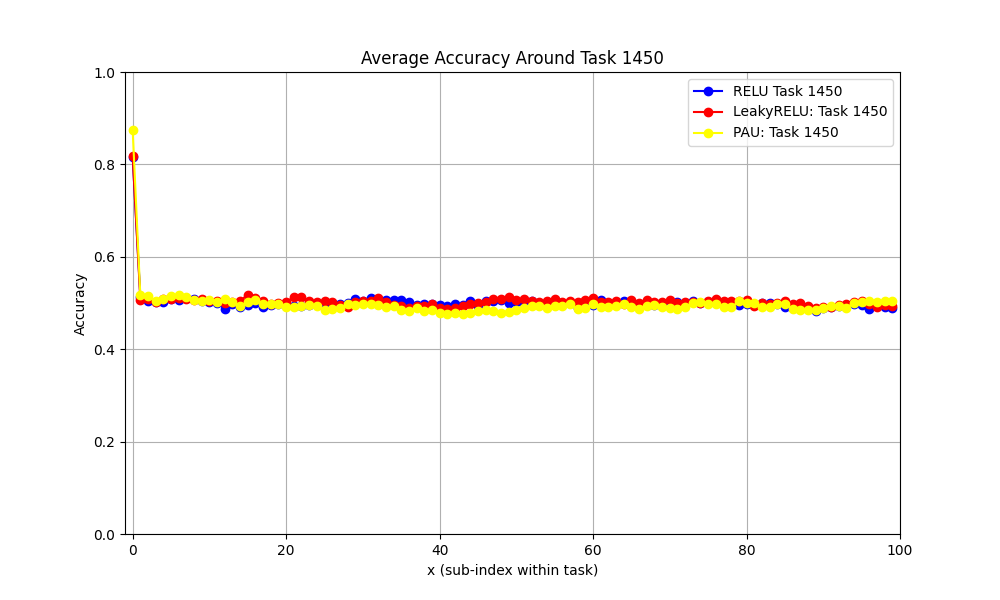 Average Accuracy Around Task 1450
RELU Task 1450
LeakyRELU: Task 1450
PAU: Task 1450
1.0
0.8
0.6
0.4
0.2
0.0
Accuracy
0 20 40 60 80 100
x (sub-index within task)